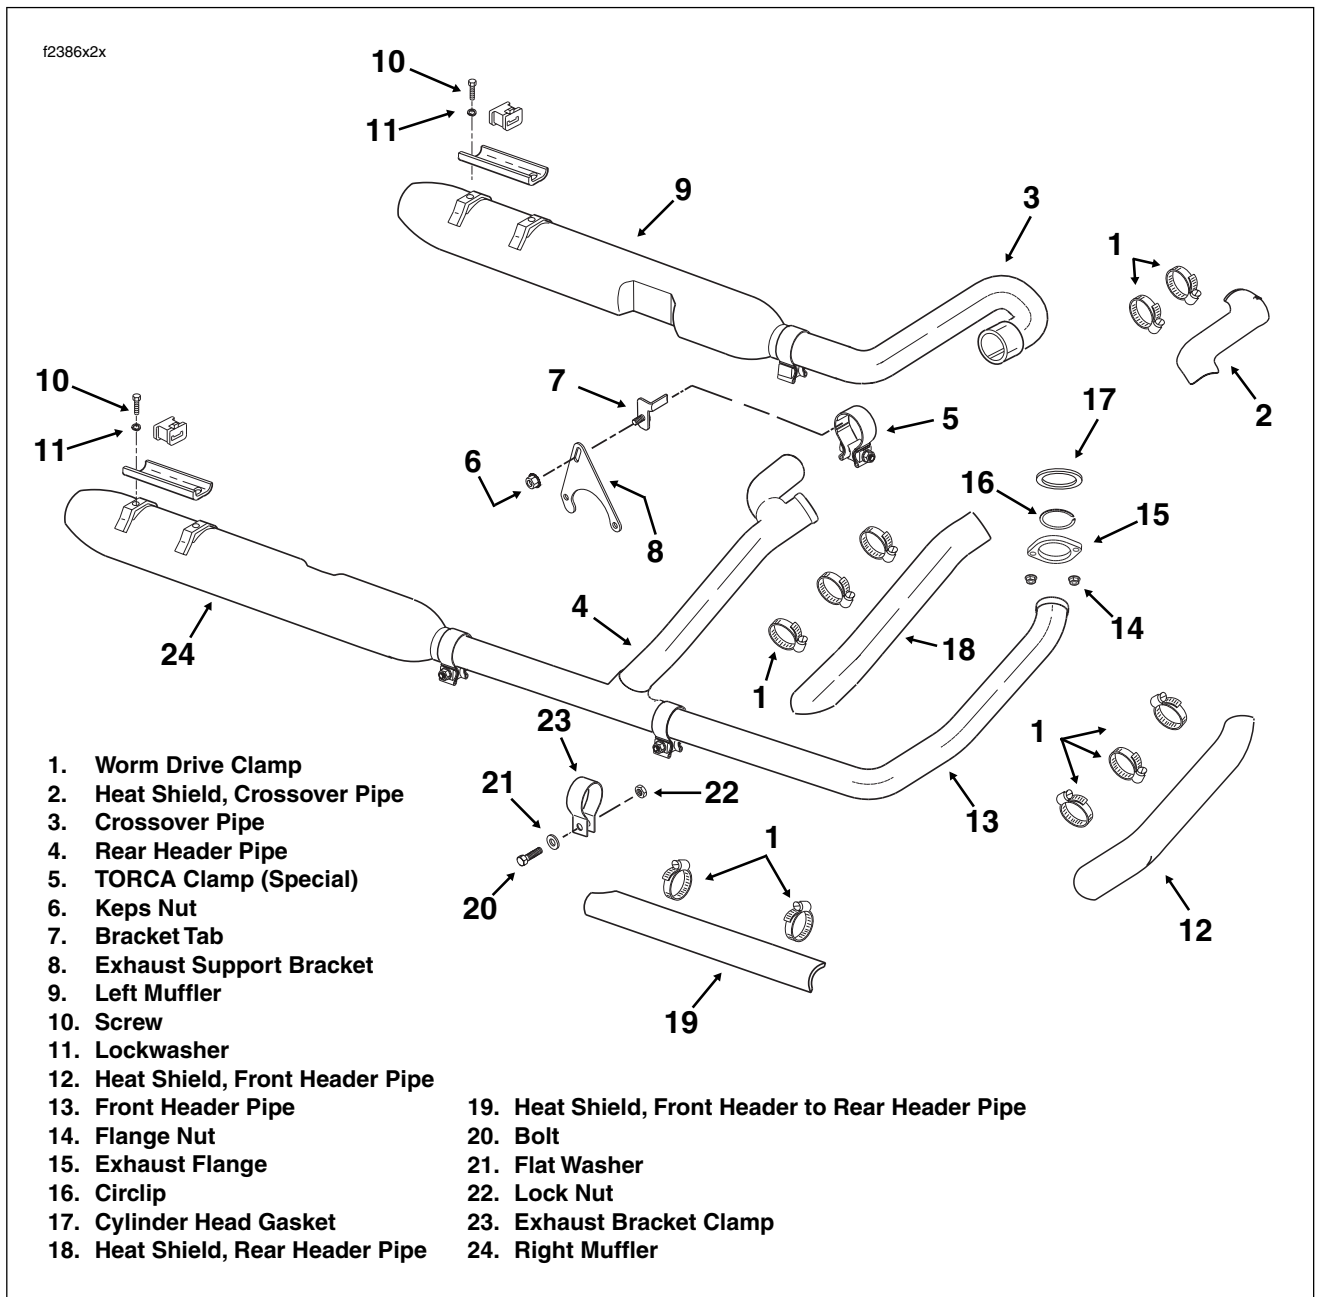 f2386x2x
10
11
9
3
1
2
10
11
7
5
17
6
16
15
8
4
14
24
18
1
23
1
21
22
13
1
20
12
19
1. Worm Drive Clamp
2. Heat Shield, Crossover Pipe
3. Crossover Pipe
4. Rear Header Pipe
5. TORCA Clamp (Special)
6. Keps Nut
7. Bracket Tab
8. Exhaust Support Bracket
9. Left Muffler
10. Screw
11. Lockwasher
12. Heat Shield, Front Header Pipe
13. Front Header Pipe
14. Flange Nut
15. Exhaust Flange
16. Circlip
17. Cylinder Head Gasket
18. Heat Shield, Rear Header Pipe
19. Heat Shield, Front Header to Rear Header Pipe
20. Bolt
21. Flat Washer
22. Lock Nut
23. Exhaust Bracket Clamp
24. Right Muffler